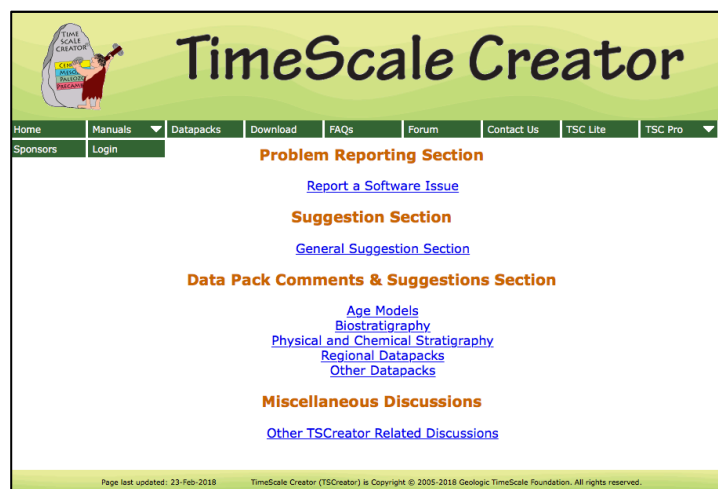 TIME
SCALE
CREATOR
MESO
PALEOZO
PRECAMB
TimeScale Creator
Home Manuals Datapacks Download FAQs Forum Contact Us TSC Lite TSC Pro
Sponsors Login
Problem Reporting Section
Report a Software Issue
Suggestion Section
General Suggestion Section
Data Pack Comments & Suggestions Section
Age Models
Biostratigraphy
Physical and Chemical Stratigraphy
Regional Datapacks
Other Datapacks
Miscellaneous Discussions
Other TSCreator Related Discussions
Page last updated: 23-Feb-2018 TimeScale Creator (TSCreator) is Copyright © 2005-2018 Geologic TimeScale Foundation. All rights reserved.